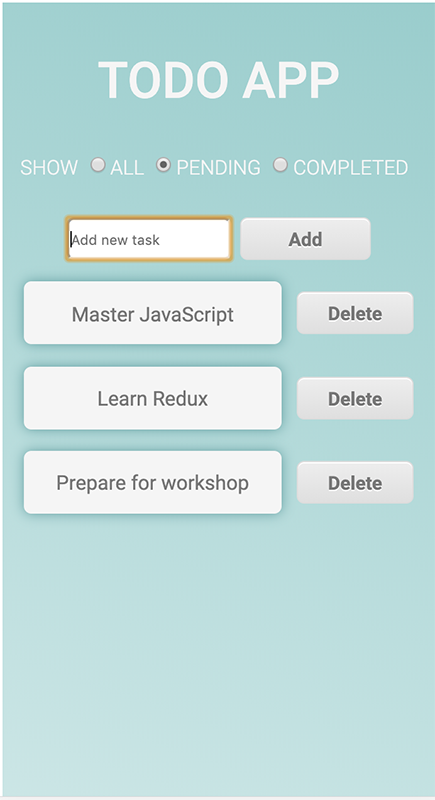 TODO APP
SHOW ALL PENDING COMPLETED
Add new task Add
Master JavaScript Delete
Learn Redux Delete
Prepare for workshop Delete